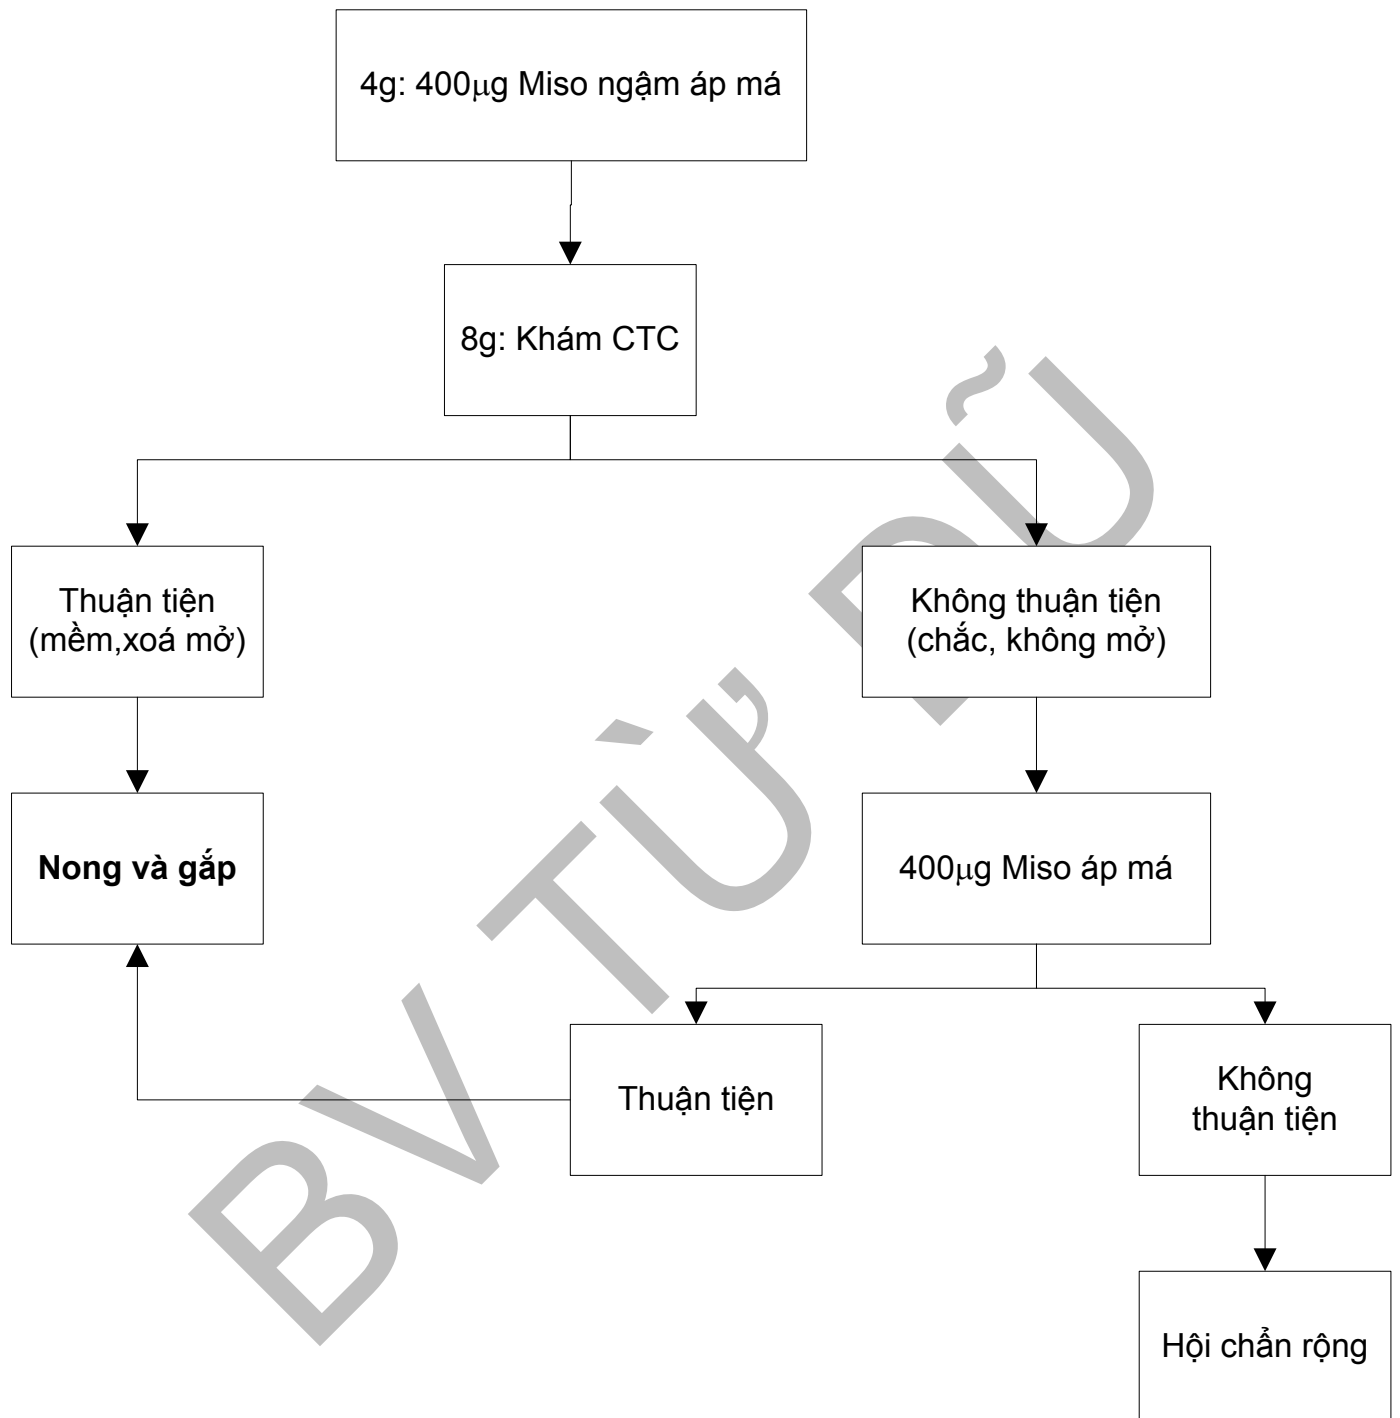 4g: 400μg Miso ngậm áp má
8g: Khám CTC
Thuận tiện
(mềm,xoá mở)
Không thuận tiện
(chắc, không mở)
Nong và gắp
400μg Miso áp má
Thuận tiện
Không
thuận tiện
Hội chẩn rộng
BV TỪ DŨ